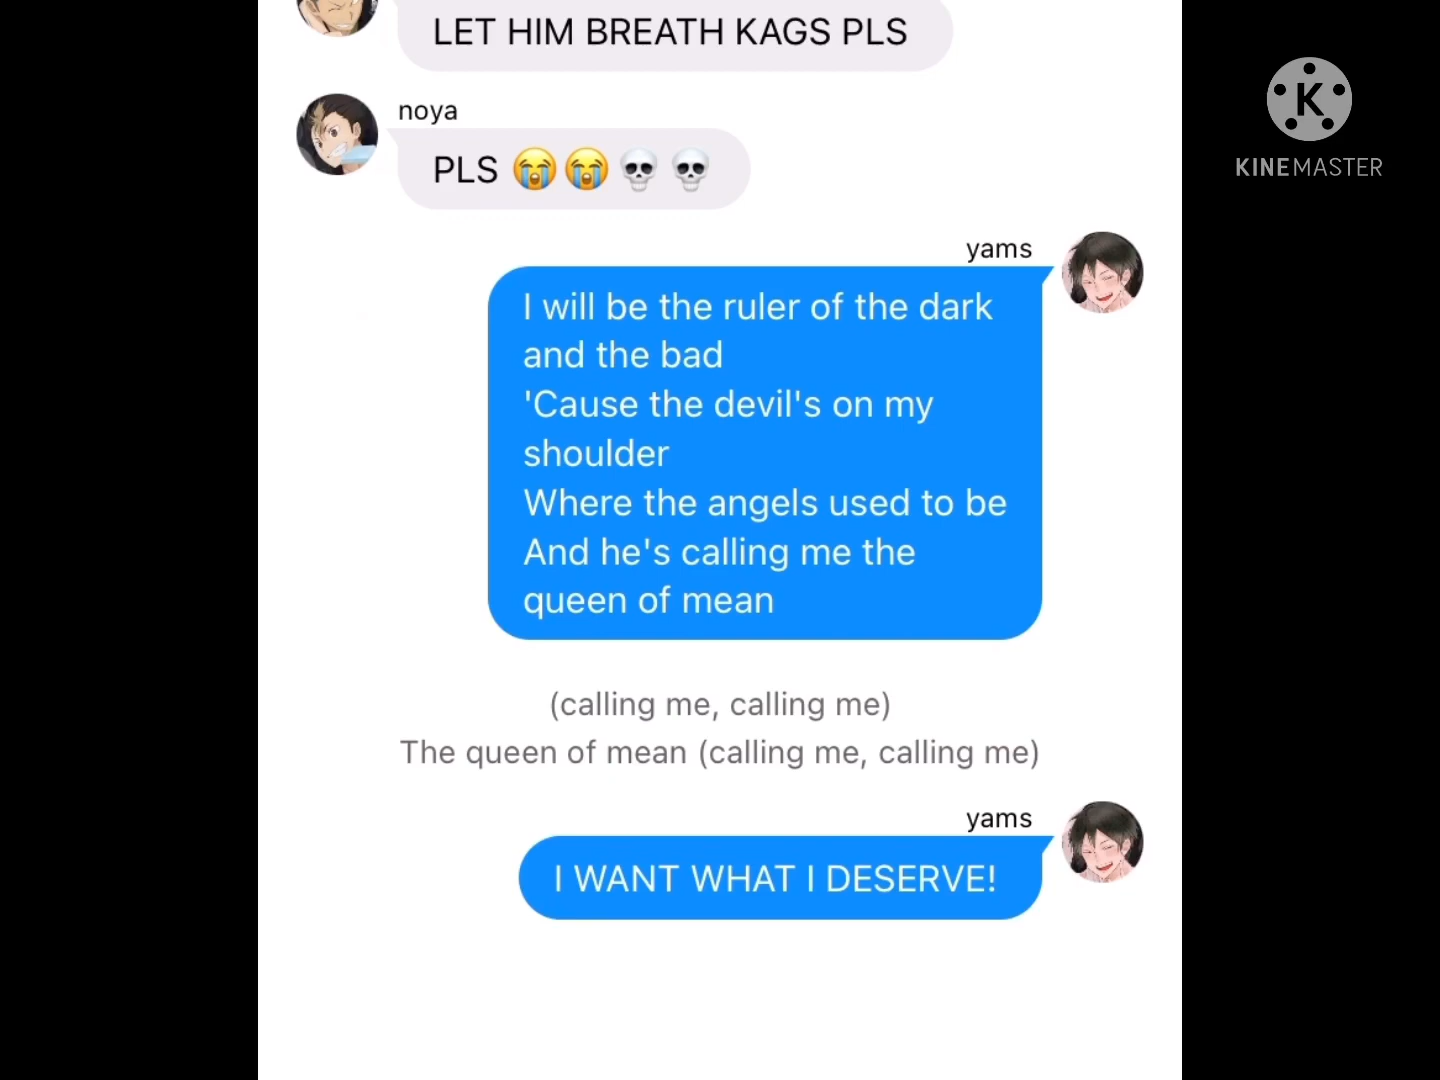 LET HIM BREATH KAGS PLS
noya
PLS 😭😭💀💀
yams
I will be the ruler of the dark
and the bad
'Cause the devil's on my
shoulder
Where the angels used to be
And he's calling me the
queen of mean
(calling me, calling me)
The queen of mean (calling me, calling me)
yams
I WANT WHAT I DESERVE!
K
KINEMASTER